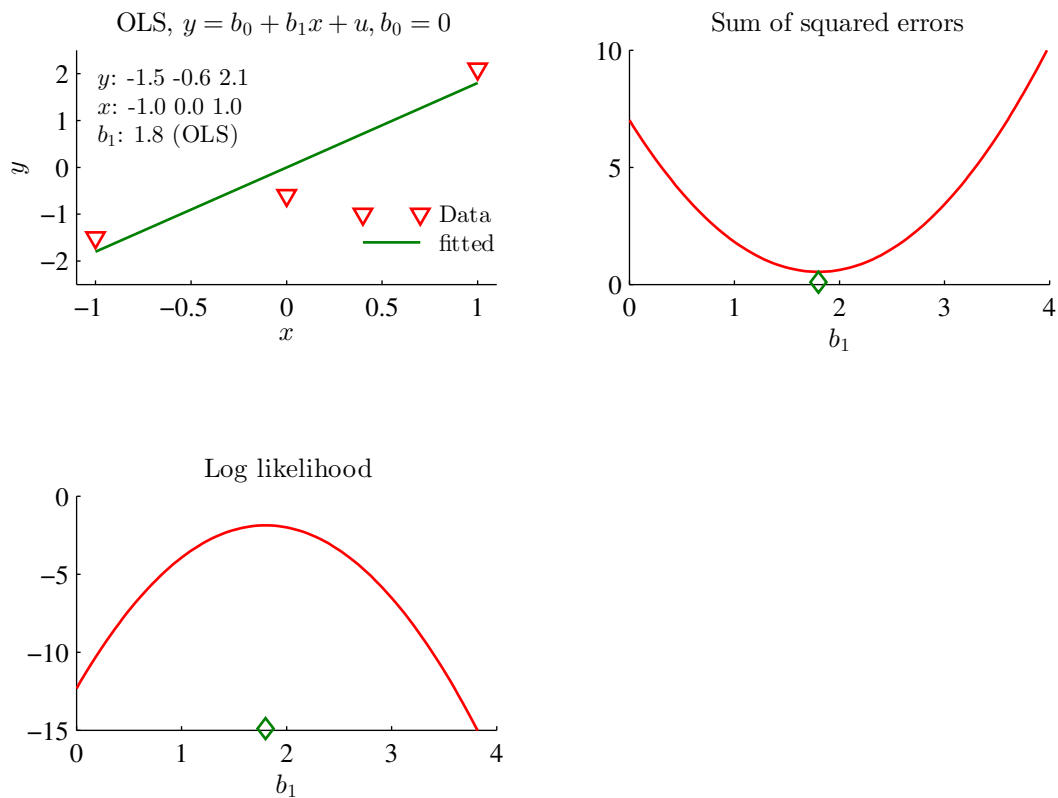 OLS, y = b₀ + b₁x + u, b₀ = 0
y: -1.5 -0.6 2.1
x: -1.0 0.0 1.0
b₁: 1.8 (OLS)
2
1
0
−1
−2
y
Data
fitted
−1 −0.5 0 0.5 1
x
Sum of squared errors
10
5
0
0 1 2 3 4
b₁
Log likelihood
0
−5
−10
−15
0 1 2 3 4
b₁